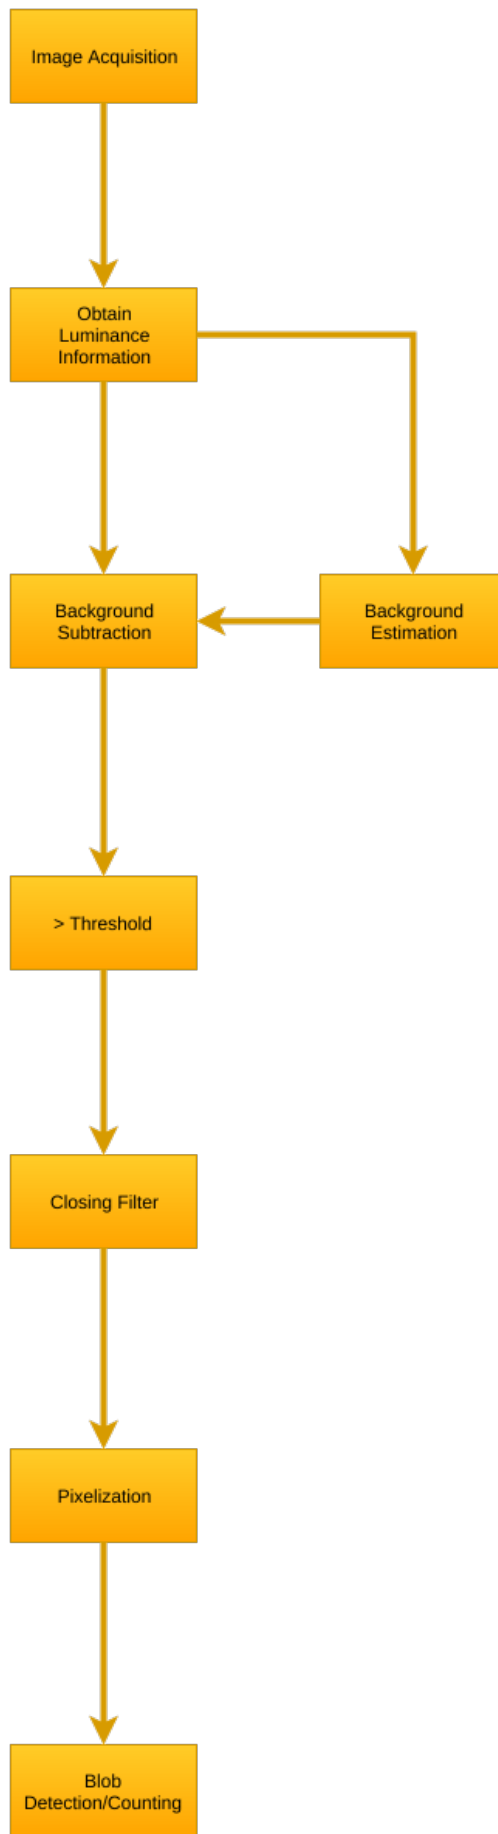 Image Acquisition
Obtain
Luminance
Information
Background
Subtraction
Background
Estimation
> Threshold
Closing Filter
Pixelization
Blob
Detection/Counting